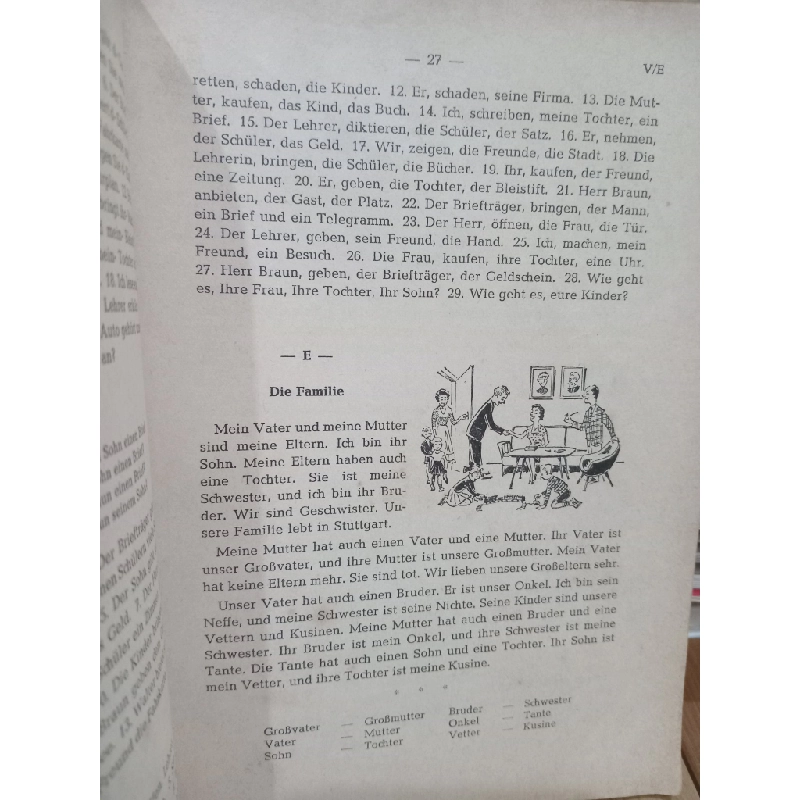 — 27 —
V/E
retten, schaden, die Kinder. 12. Er, schaden, seine Firma. 13. Die Mut-
ter, kaufen, das Kind, das Buch. 14. Ich, schreiben, meine Tochter, ein
Brief. 15. Der Lehrer, diktieren, die Schüler, der Satz. 16. Er, nehmen,
der Schüler, das Geld. 17. Wir, zeigen, die Freunde, die Stadt. 18. Die
Lehrerin, bringen, die Schüler, die Bücher. 19. Ihr, kaufen, der Freund,
eine Zeitung. 20. Er, geben, die Tochter, der Bleistift. 21. Herr Braun,
anbieten, der Gast, der Platz. 22. Der Briefträger, bringen, der Mann,
ein Brief und ein Telegramm. 23. Der Herr, öffnen, die Frau, die Tür.
24. Der Lehrer, geben, sein Freund, die Hand. 25. Ich, machen, mein
Freund, ein Besuch. 26. Die Frau, kaufen, ihre Tochter, eine Uhr.
27. Herr Braun, geben, der Briefträger, der Geldschein. 28. Wie geht
es, Ihre Frau, Ihre Tochter, Ihr Sohn? 29. Wie geht es, eure Kinder?
— E —
Die Familie
Mein Vater und meine Mutter
sind meine Eltern. Ich bin ihr
Sohn. Meine Eltern haben auch
eine Tochter. Sie ist meine
Schwester, und ich bin ihr Bru-
der. Wir sind Geschwister. Un-
sere Familie lebt in Stuttgart.
Meine Mutter hat auch einen Vater und eine Mutter. Ihr Vater ist
unser Großvater, und ihre Mutter ist unsere Großmutter. Mein Vater
hat keine Eltern mehr. Sie sind tot. Wir lieben unsere Großeltern sehr.
Unser Vater hat auch einen Bruder. Er ist unser Onkel. Ich bin sein
Neffe, und meine Schwester ist seine Nichte. Seine Kinder sind unsere
Vettern und Kusinen. Meine Mutter hat auch einen Bruder und eine
Schwester. Ihr Bruder ist mein Onkel, und ihre Schwester ist meine
Tante. Die Tante hat auch einen Sohn und eine Tochter. Ihr Sohn ist
mein Vetter, und ihre Tochter ist meine Kusine.
* * *
Großvater — Großmutter Bruder — Schwester
Vater — Mutter Onkel — Tante
Sohn — Tochter Vetter — Kusine